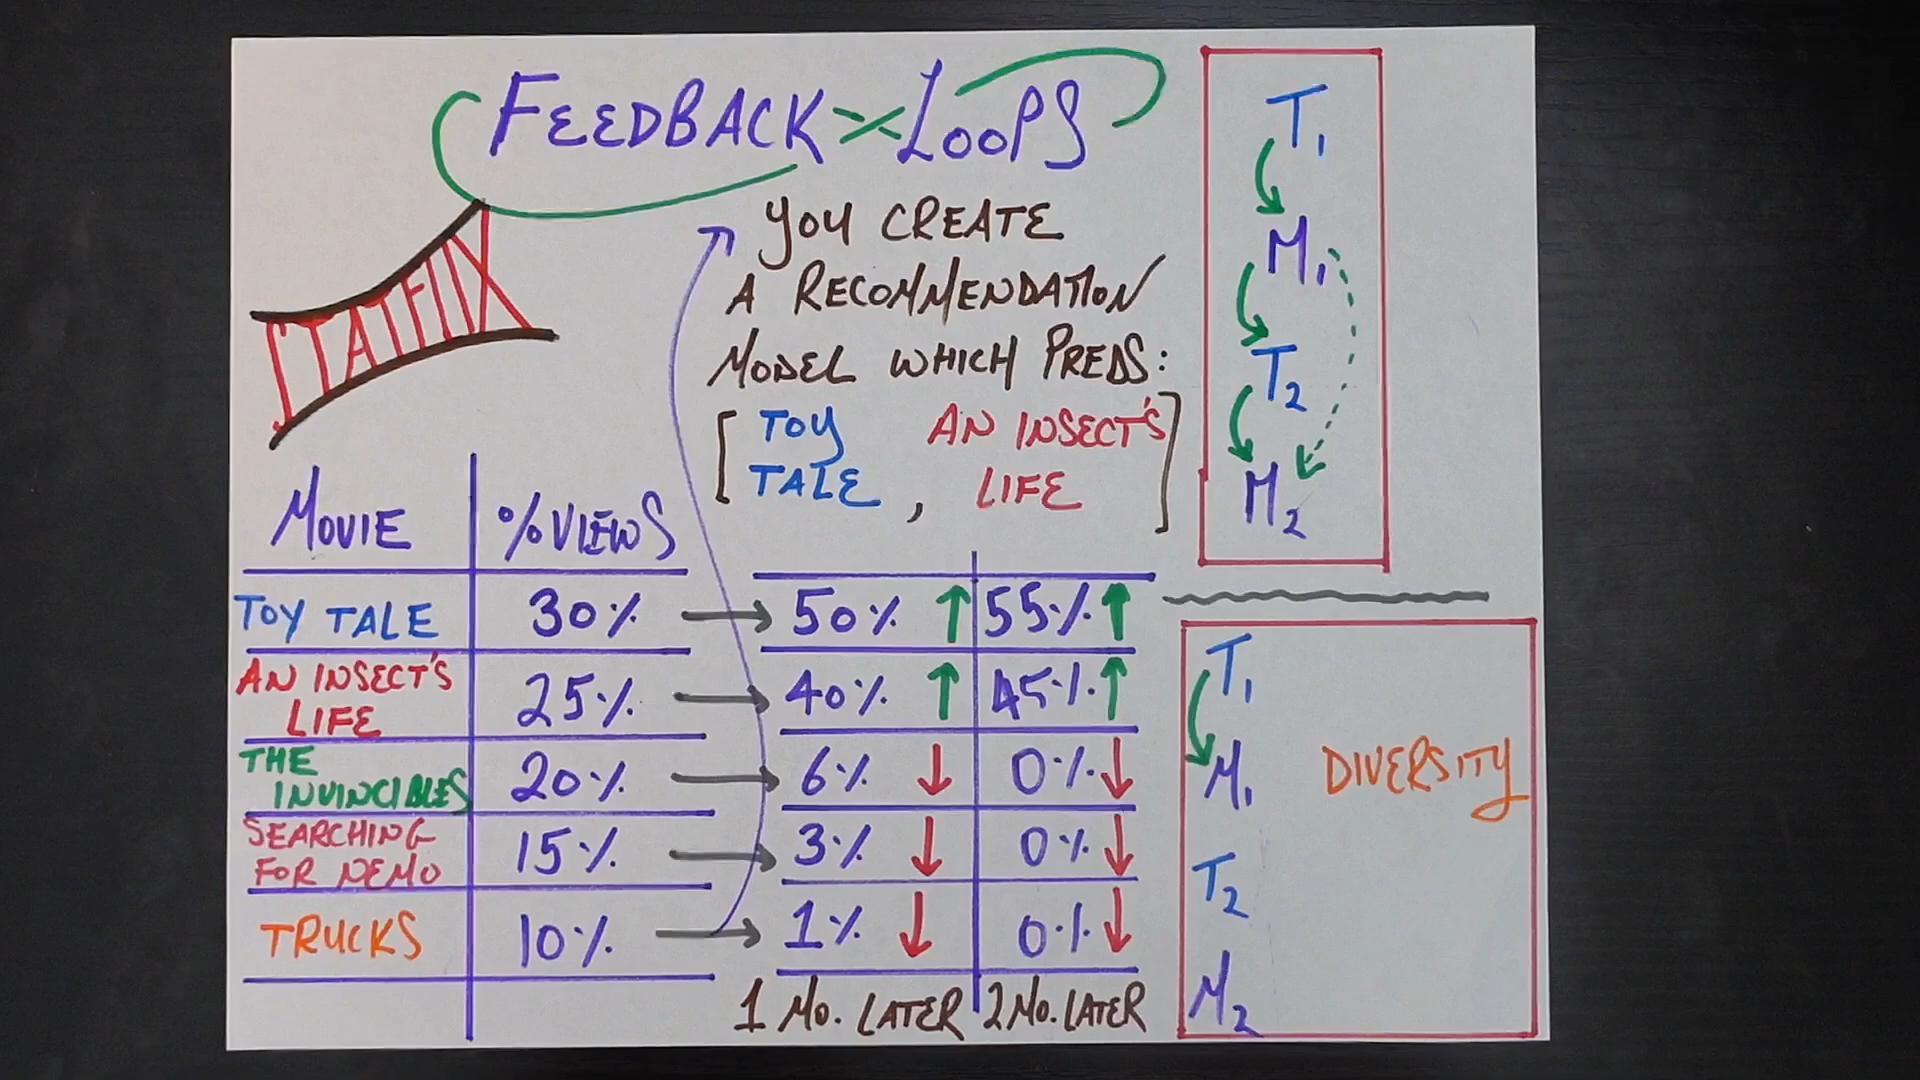 FEEDBACK LOOPS
STATFLIX
YOU CREATE
A RECOMMENDATION
MODEL WHICH PREDS:
[TOY TALE, AN INSECT'S LIFE]
MOVIE %VIEWS
TOY TALE 30% 50% 55%
AN INSECT'S LIFE 25% 40% 45%
THE INVINCIBLES 20% 6% 0%
SEARCHING FOR NEMO 15% 3% 0%
TRUCKS 10% 1% 0%
1 MO. LATER 2 MO. LATER
T1
M1
T2
M2
T1
M1 DIVERSITY
T2
M2